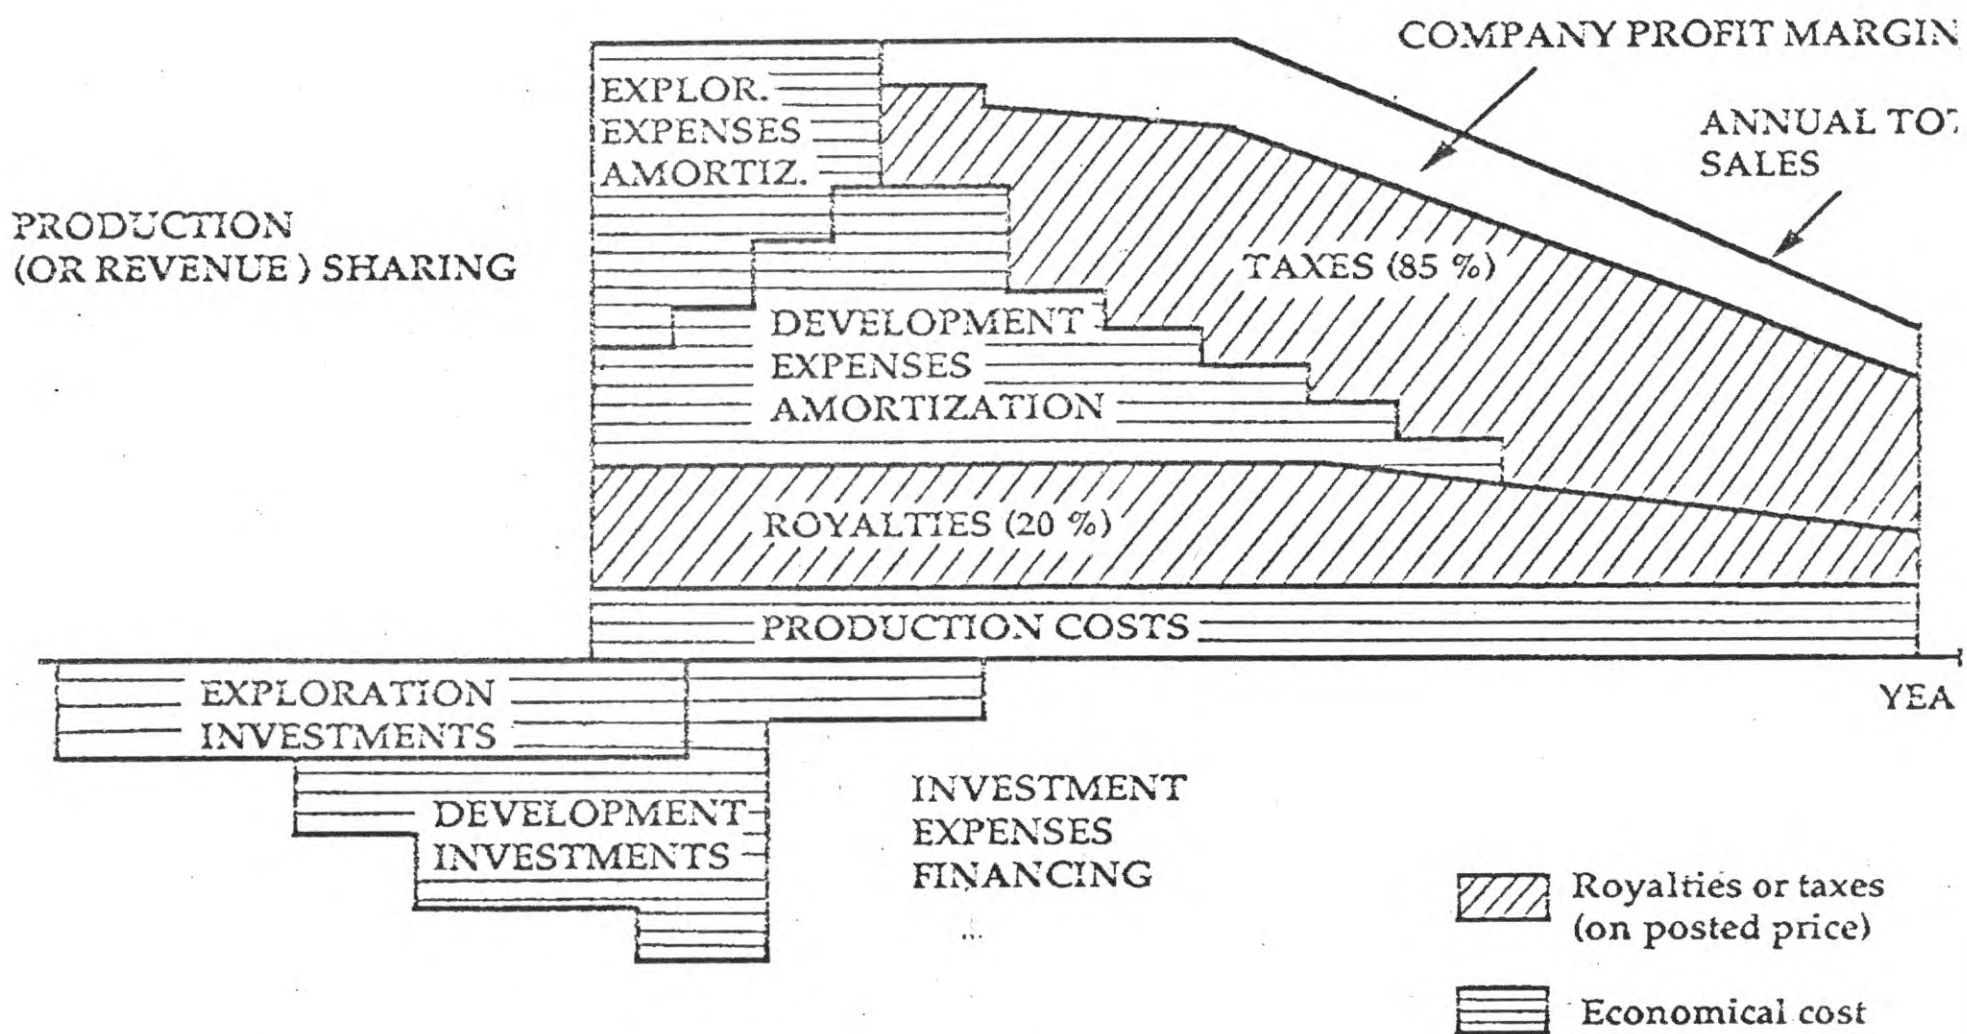 COMPANY PROFIT MARGIN
ANNUAL TOT
SALES
EXPLOR.
EXPENSES
AMORTIZ.
PRODUCTION
(OR REVENUE) SHARING
TAXES (85 %)
DEVELOPMENT
EXPENSES
AMORTIZATION
ROYALTIES (20 %)
PRODUCTION COSTS
YEA
EXPLORATION
INVESTMENTS
DEVELOPMENT
INVESTMENTS
INVESTMENT
EXPENSES
FINANCING
Royalties or taxes
(on posted price)
Economical cost